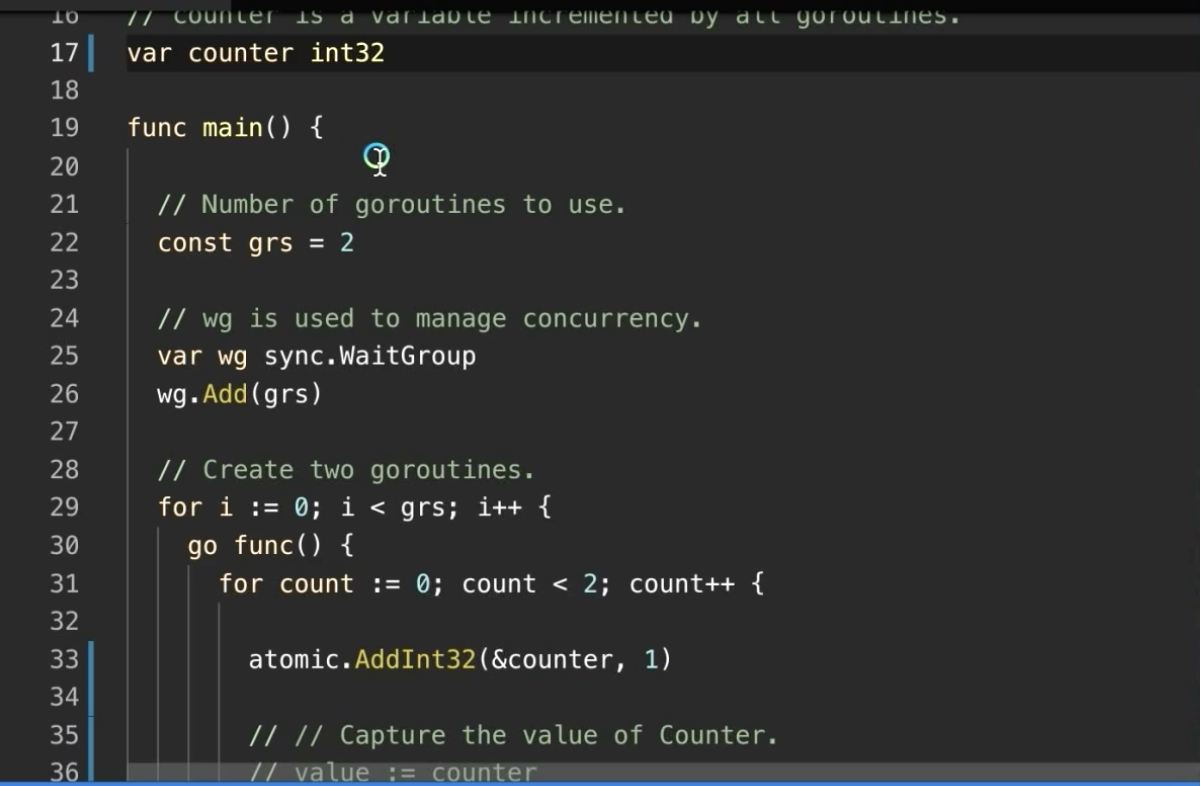 16 // counter is a variable incremented by all goroutines.
17 var counter int32
18
19 func main() {
20
21 // Number of goroutines to use.
22 const grs = 2
23
24 // wg is used to manage concurrency.
25 var wg sync.WaitGroup
26 wg.Add(grs)
27
28 // Create two goroutines.
29 for i := 0; i < grs; i++ {
30 go func() {
31 for count := 0; count < 2; count++ {
32
33 atomic.AddInt32(&counter, 1)
34
35 // // Capture the value of Counter.
36 // value := counter